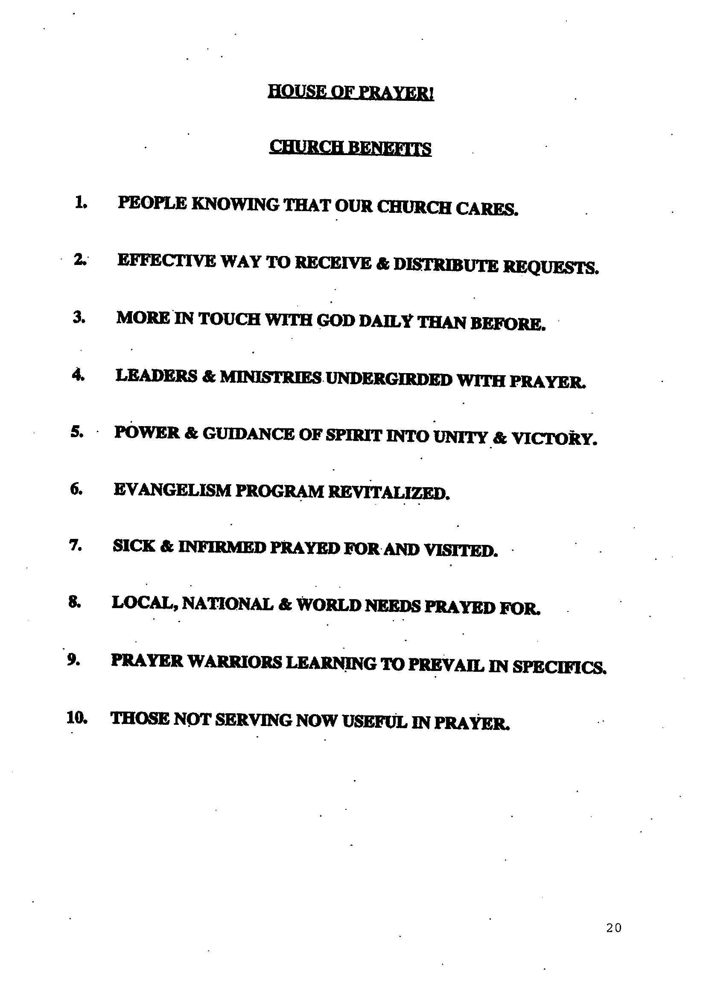 HOUSE OF PRAYER!
CHURCH BENEFITS
1. PEOPLE KNOWING THAT OUR CHURCH CARES.
2. EFFECTIVE WAY TO RECEIVE & DISTRIBUTE REQUESTS.
3. MORE IN TOUCH WITH GOD DAILY THAN BEFORE.
4. LEADERS & MINISTRIES UNDERGIRDED WITH PRAYER.
5. POWER & GUIDANCE OF SPIRIT INTO UNITY & VICTORY.
6. EVANGELISM PROGRAM REVITALIZED.
7. SICK & INFIRMED PRAYED FOR AND VISITED.
8. LOCAL, NATIONAL & WORLD NEEDS PRAYED FOR.
9. PRAYER WARRIORS LEARNING TO PREVAIL IN SPECIFICS.
10. THOSE NOT SERVING NOW USEFUL IN PRAYER.
20